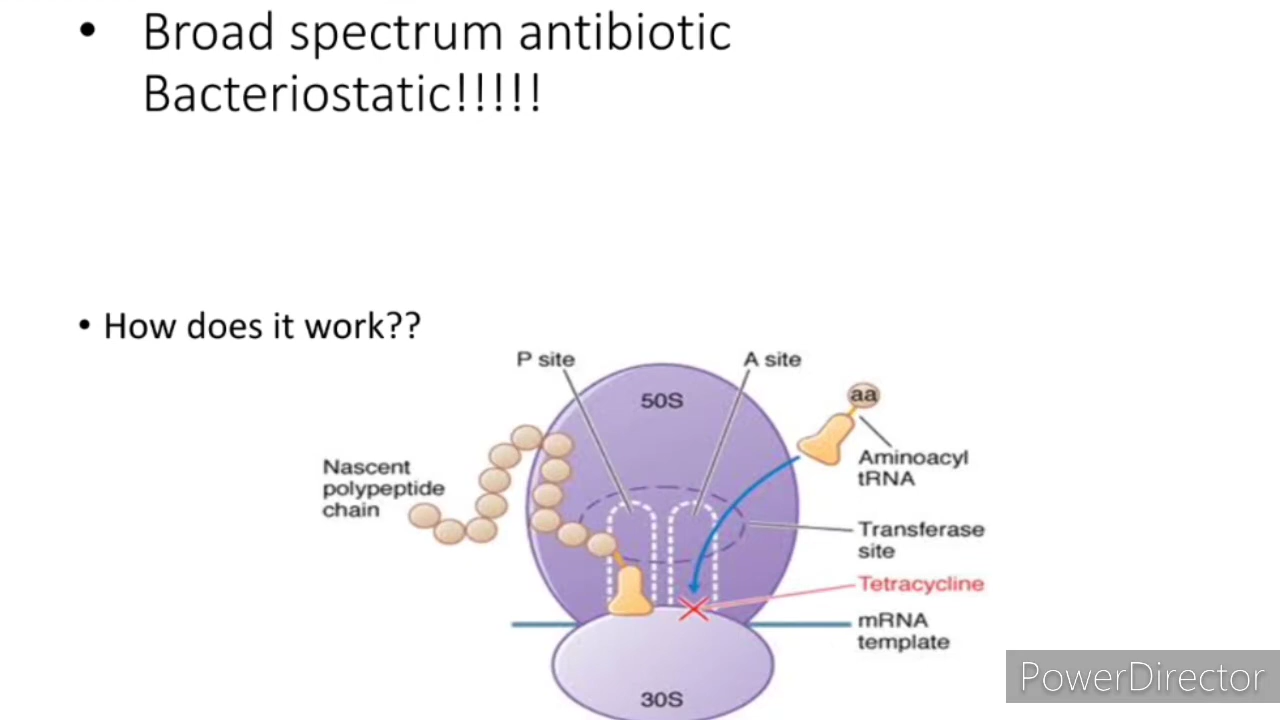 • Broad spectrum antibiotic
Bacteriostatic!!!!!
• How does it work??
P site
A site
50S
aa
Aminoacyl
tRNA
Nascent
polypeptide
chain
Transferase
site
Tetracycline
mRNA
template
30S
PowerDirector